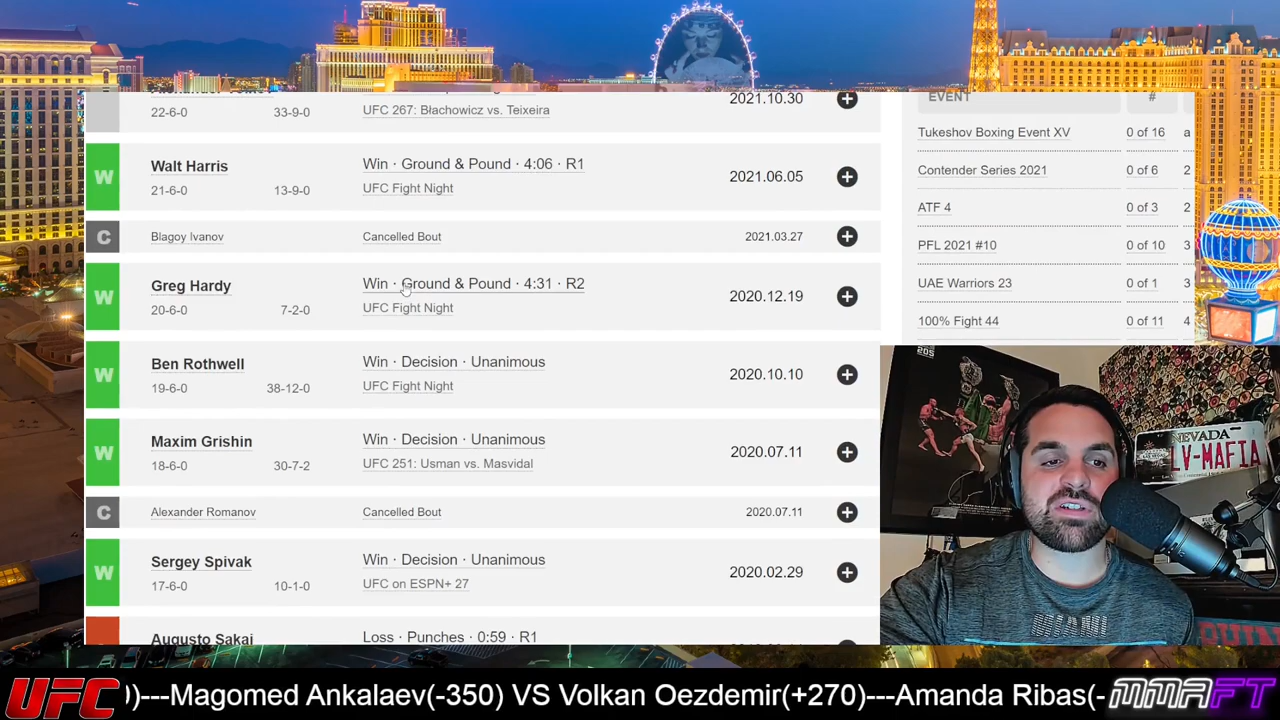 22-6-0 33-9-0 UFC 267: Błachowicz vs. Teixeira 2021.10.30
W Walt Harris Win · Ground & Pound · 4:06 · R1 2021.06.05
21-6-0 13-9-0 UFC Fight Night
C Blagoy Ivanov Cancelled Bout 2021.03.27
W Greg Hardy Win · Ground & Pound · 4:31 · R2 2020.12.19
20-6-0 7-2-0 UFC Fight Night
W Ben Rothwell Win · Decision · Unanimous 2020.10.10
19-6-0 38-12-0 UFC Fight Night
W Maxim Grishin Win · Decision · Unanimous 2020.07.11
18-6-0 30-7-2 UFC 251: Usman vs. Masvidal
C Alexander Romanov Cancelled Bout 2020.07.11
W Sergey Spivak Win · Decision · Unanimous 2020.02.29
17-6-0 10-1-0 UFC on ESPN+ 27
Augusto Sakai Loss · Punches · 0:59 · R1
EVENT #
Tukeshov Boxing Event XV 0 of 16 a
Contender Series 2021 0 of 6 2
ATF 4 0 of 3 2
PFL 2021 #10 0 of 10 3
UAE Warriors 23 0 of 1 3
100% Fight 44 0 of 11 4
NEVADA
LV-MAFIA
MIAMI
UFC ))---Magomed Ankalaev(-350) VS Volkan Oezdemir(+270)---Amanda Ribas(- MMAFT